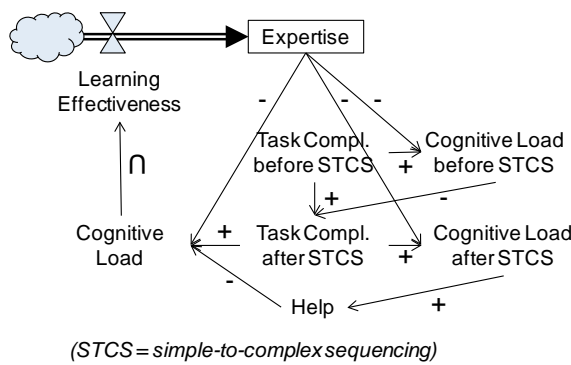 Expertise
Learning
Effectiveness
- - -
Task Compl.
before STCS
+
Cognitive Load
before STCS
∩
+
-
Cognitive
Load
+
Task Compl.
after STCS
+
Cognitive Load
after STCS
-
Help
+
(STCS = simple-to-complex sequencing)